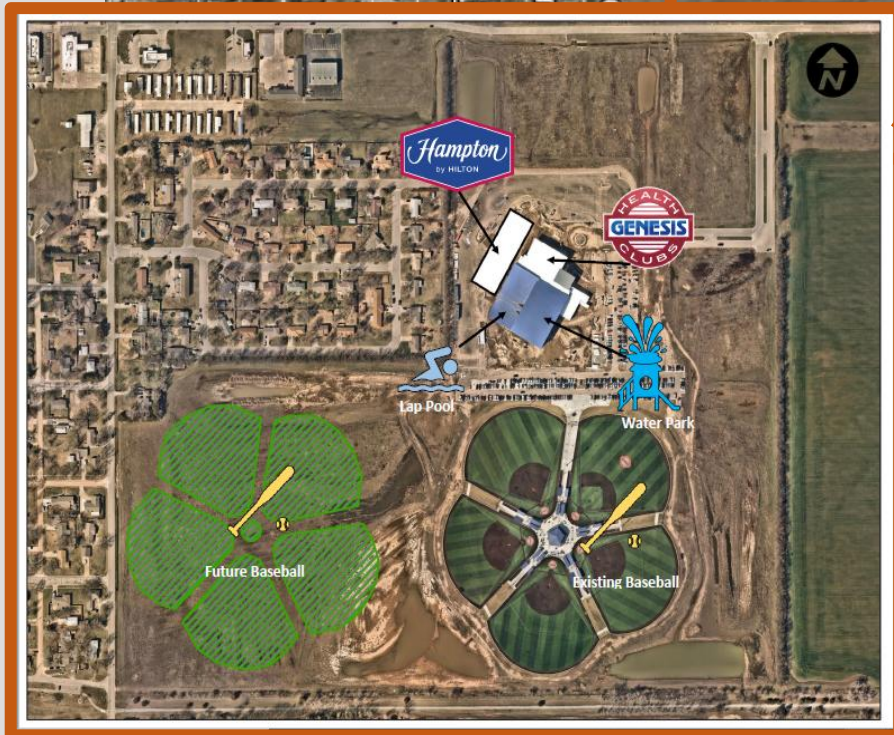 N
Hampton
by HILTON
HEALTH
GENESIS
CLUBS
Lap Pool
Water Park
Future Baseball
Existing Baseball